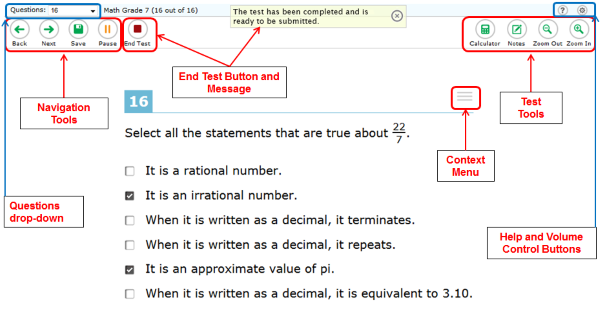 Questions: 16
Math Grade 7 (16 out of 16)
The test has been completed and is
ready to be submitted.
?
Back
Next
Save
Pause
End Test
Calculator
Notes
Zoom Out
Zoom In
End Test Button and
Message
Navigation
Tools
Test
Tools
16
Select all the statements that are true about 22/7.
Context
Menu
It is a rational number.
It is an irrational number.
Questions
drop-down
When it is written as a decimal, it terminates.
Help and Volume
Control Buttons
When it is written as a decimal, it repeats.
It is an approximate value of pi.
When it is written as a decimal, it is equivalent to 3.10.